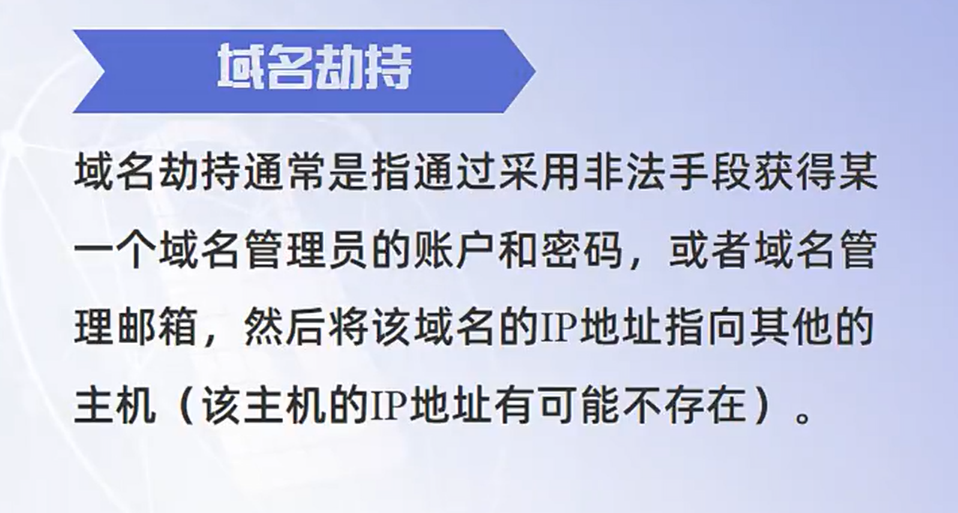 域名劫持
域名劫持通常是指通过采用非法手段获得某
一个域名管理员的账户和密码，或者域名管
理邮箱，然后将该域名的IP地址指向其他的
主机（该主机的IP地址有可能不存在）。